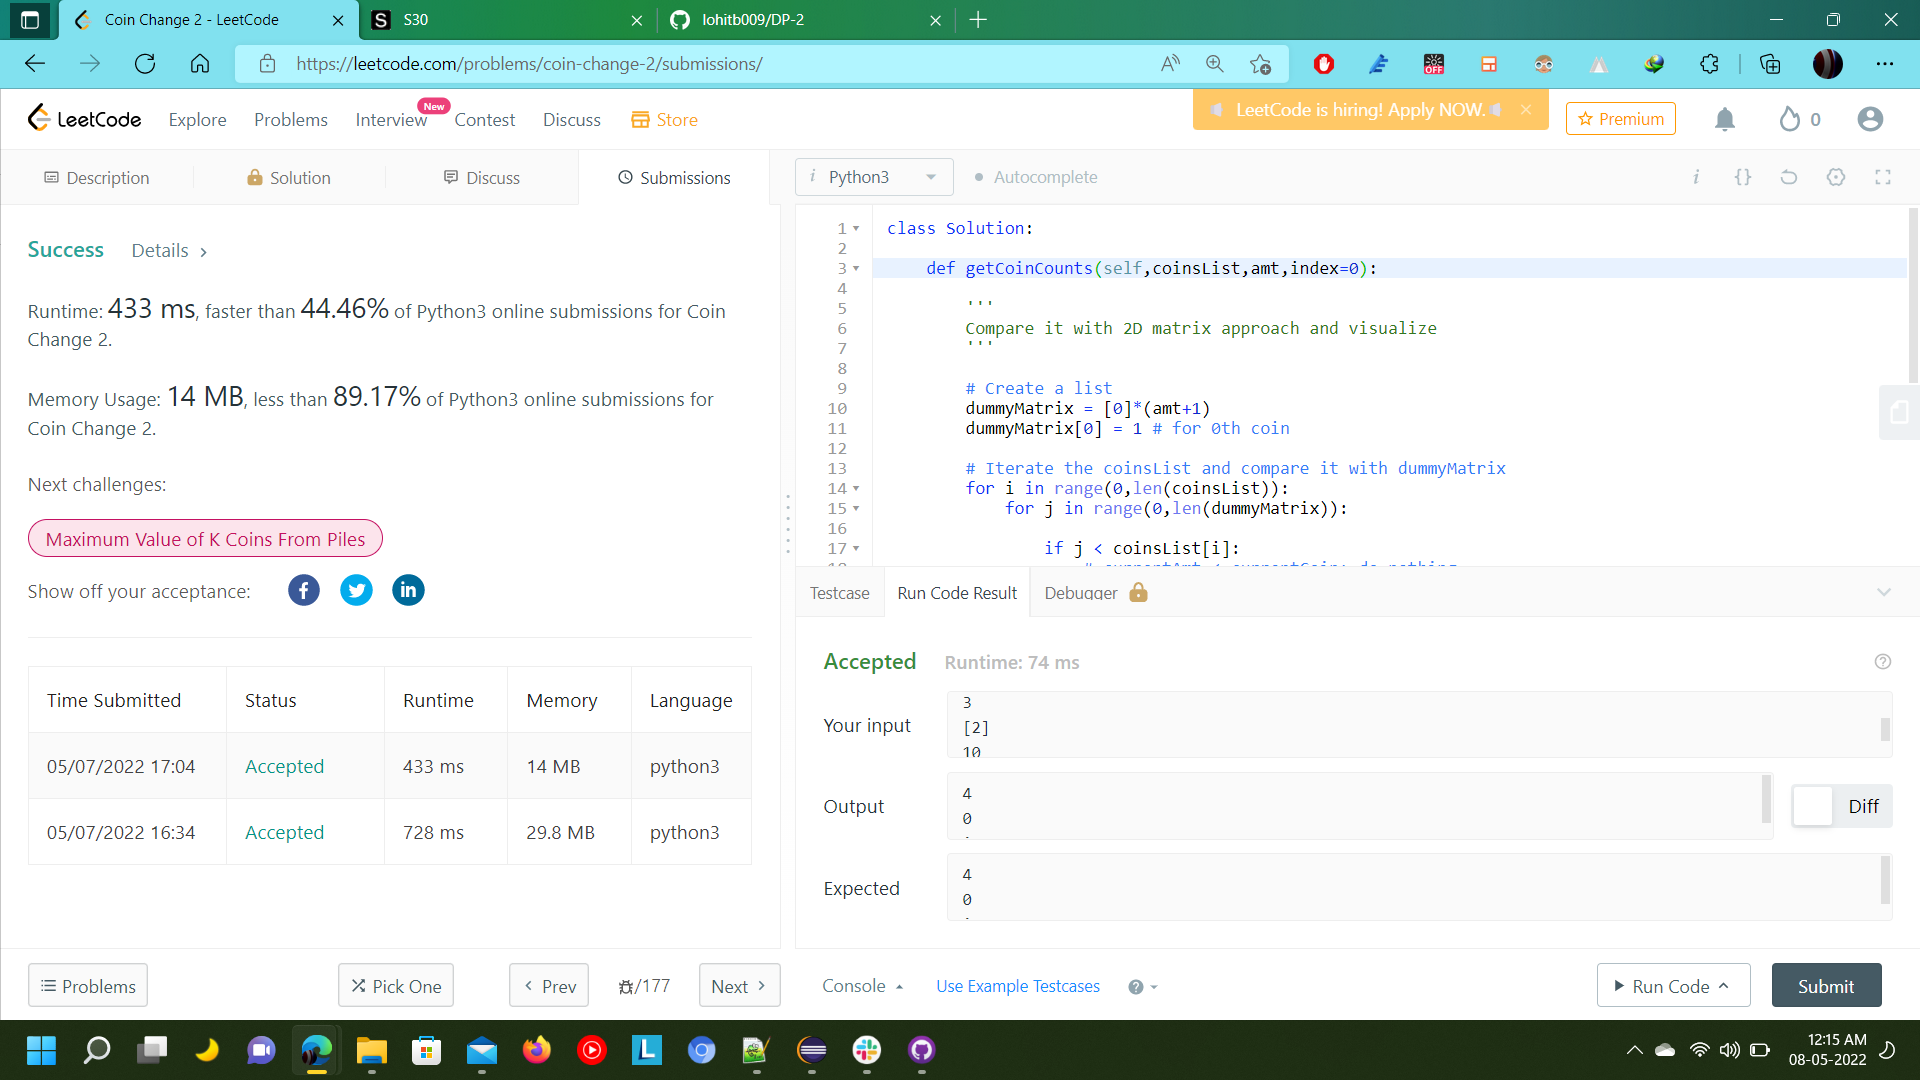 Coin Change 2 - LeetCode
S30
lohitb009/DP-2
https://leetcode.com/problems/coin-change-2/submissions/
OFF
LeetCode
Explore
Problems
Interview
New
Contest
Discuss
Store
LeetCode is hiring! Apply NOW.
Premium
0
Description
Solution
Discuss
Submissions
Python3
Autocomplete
Success
Details
Runtime: 433 ms, faster than 44.46% of Python3 online submissions for Coin
Change 2.
Memory Usage: 14 MB, less than 89.17% of Python3 online submissions for
Coin Change 2.
Next challenges:
Maximum Value of K Coins From Piles
Show off your acceptance:
Time Submitted Status Runtime Memory Language
05/07/2022 17:04 Accepted 433 ms 14 MB python3
05/07/2022 16:34 Accepted 728 ms 29.8 MB python3
1 class Solution:
2
3 def getCoinCounts(self,coinsList,amt,index=0):
4
5 '''
6 Compare it with 2D matrix approach and visualize
7 '''
8
9 # Create a list
10 dummyMatrix = [0]*(amt+1)
11 dummyMatrix[0] = 1 # for 0th coin
12
13 # Iterate the coinsList and compare it with dummyMatrix
14 for i in range(0,len(coinsList)):
15 for j in range(0,len(dummyMatrix)):
16
17 if j < coinsList[i]:
Testcase
Run Code Result
Debugger
Accepted
Runtime: 74 ms
Your input
3
[2]
10
Output
4
0
Diff
Expected
4
0
Problems
Pick One
Prev
/177
Next
Console
Use Example Testcases
Run Code
Submit
12:15 AM
08-05-2022